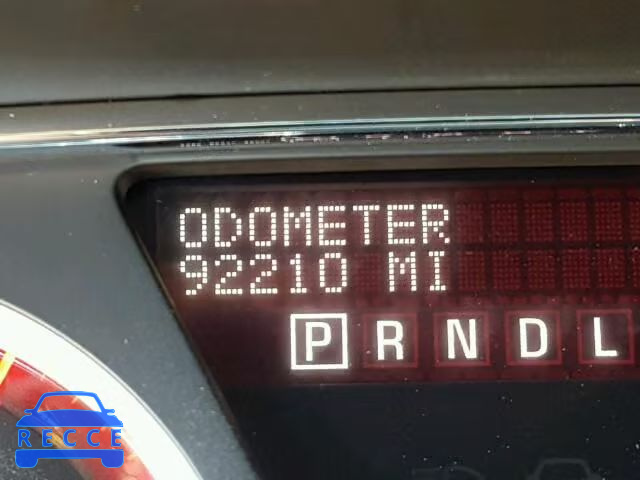 ODOMETER
92210 MI
P R N D L
RECCE